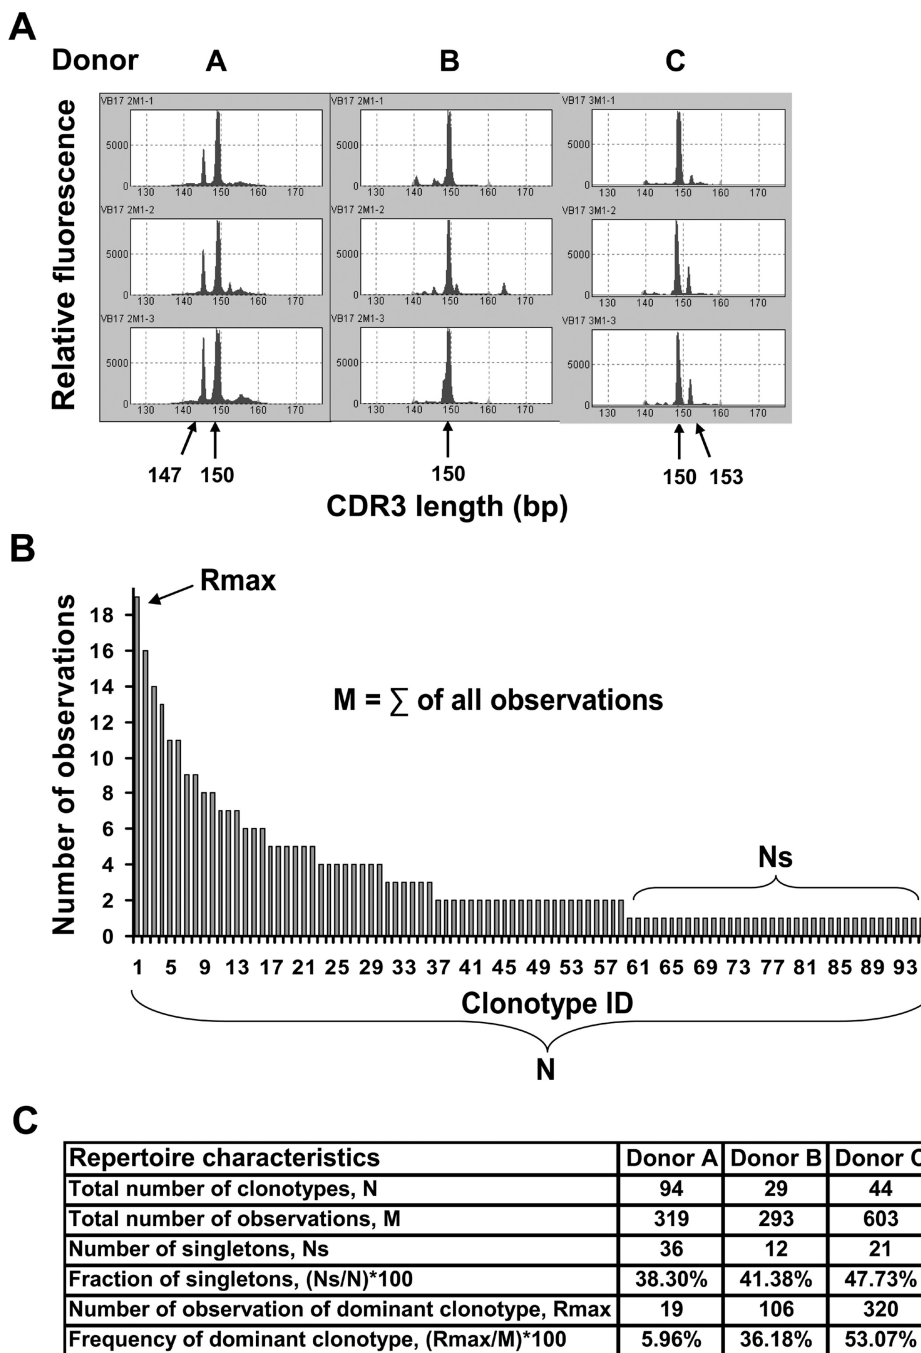 A
Donor A B C
Relative fluorescence
VB17 2M1-1 VB17 2M1-1 VB17 3M1-1
5000 5000 5000
0 0 0
130 140 150 160 170 130 140 150 160 170 130 140 150 160 170
VB17 2M1-2 VB17 2M1-2 VB17 3M1-2
5000 5000 5000
0 0 0
130 140 150 160 170 130 140 150 160 170 130 140 150 160 170
VB17 2M1-3 VB17 2M1-3 VB17 3M1-3
5000 5000 5000
0 0 0
130 140 150 160 170 130 140 150 160 170 130 140 150 160 170
147 150 150 150 153
CDR3 length (bp)
B
Number of observations
Rmax
M = ∑ of all observations
Ns
18
16
14
12
10
8
6
4
2
0
1 5 9 13 17 21 25 29 33 37 41 45 49 53 57 61 65 69 73 77 81 85 89 93
Clonotype ID
N
C
Repertoire characteristics Donor A Donor B Donor C
Total number of clonotypes, N 94 29 44
Total number of observations, M 319 293 603
Number of singletons, Ns 36 12 21
Fraction of singletons, (Ns/N)*100 38.30% 41.38% 47.73%
Number of observation of dominant clonotype, Rmax 19 106 320
Frequency of dominant clonotype, (Rmax/M)*100 5.96% 36.18% 53.07%